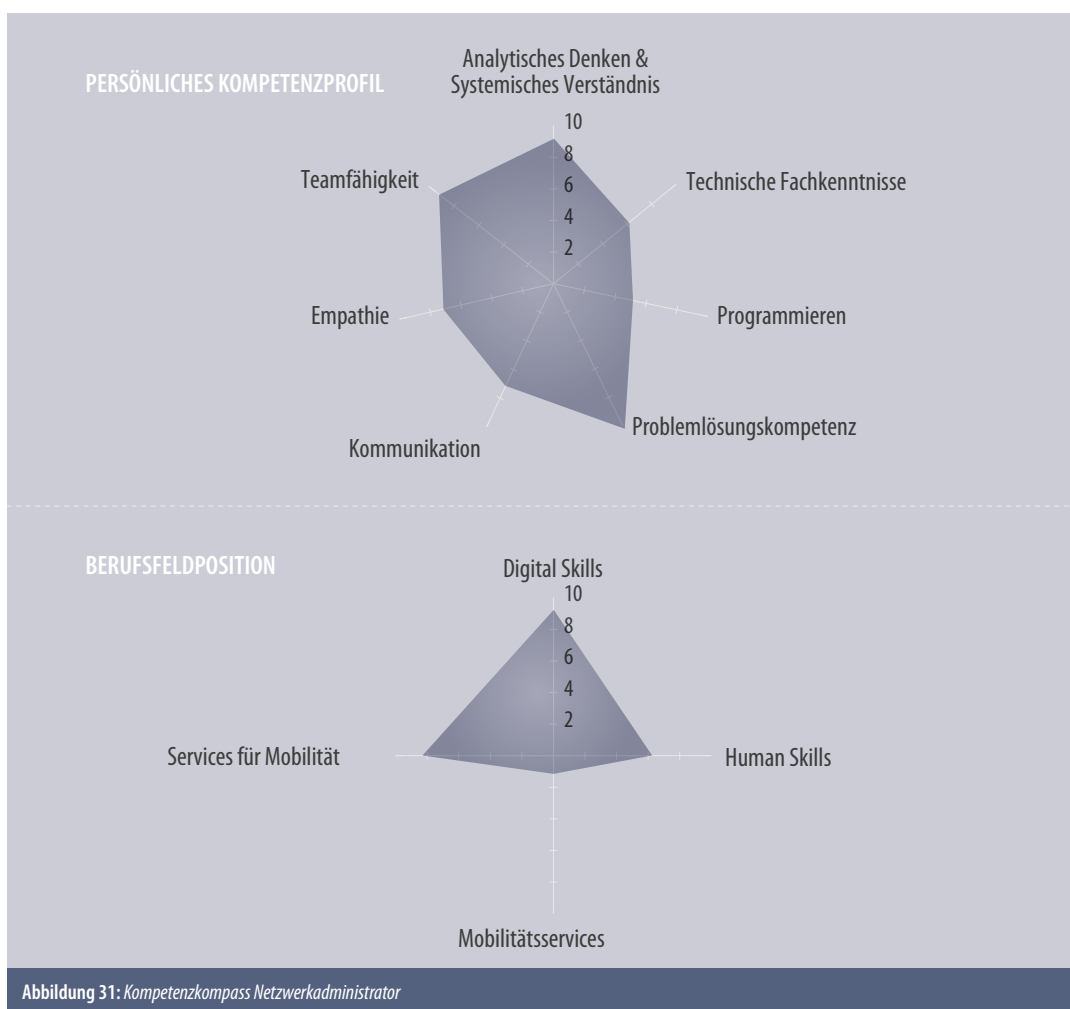 PERSÖNLICHES KOMPETENZPROFIL
Analytisches Denken &
Systemisches Verständnis
10
8
6
4
2
Teamfähigkeit
Technische Fachkenntnisse
Empathie
Programmieren
Problemlösungskompetenz
Kommunikation
BERUFSFELDPOSITION
Digital Skills
10
8
6
4
2
Services für Mobilität
Human Skills
Mobilitätsservices
Abbildung 31: Kompetenzkompass Netzwerkadministrator